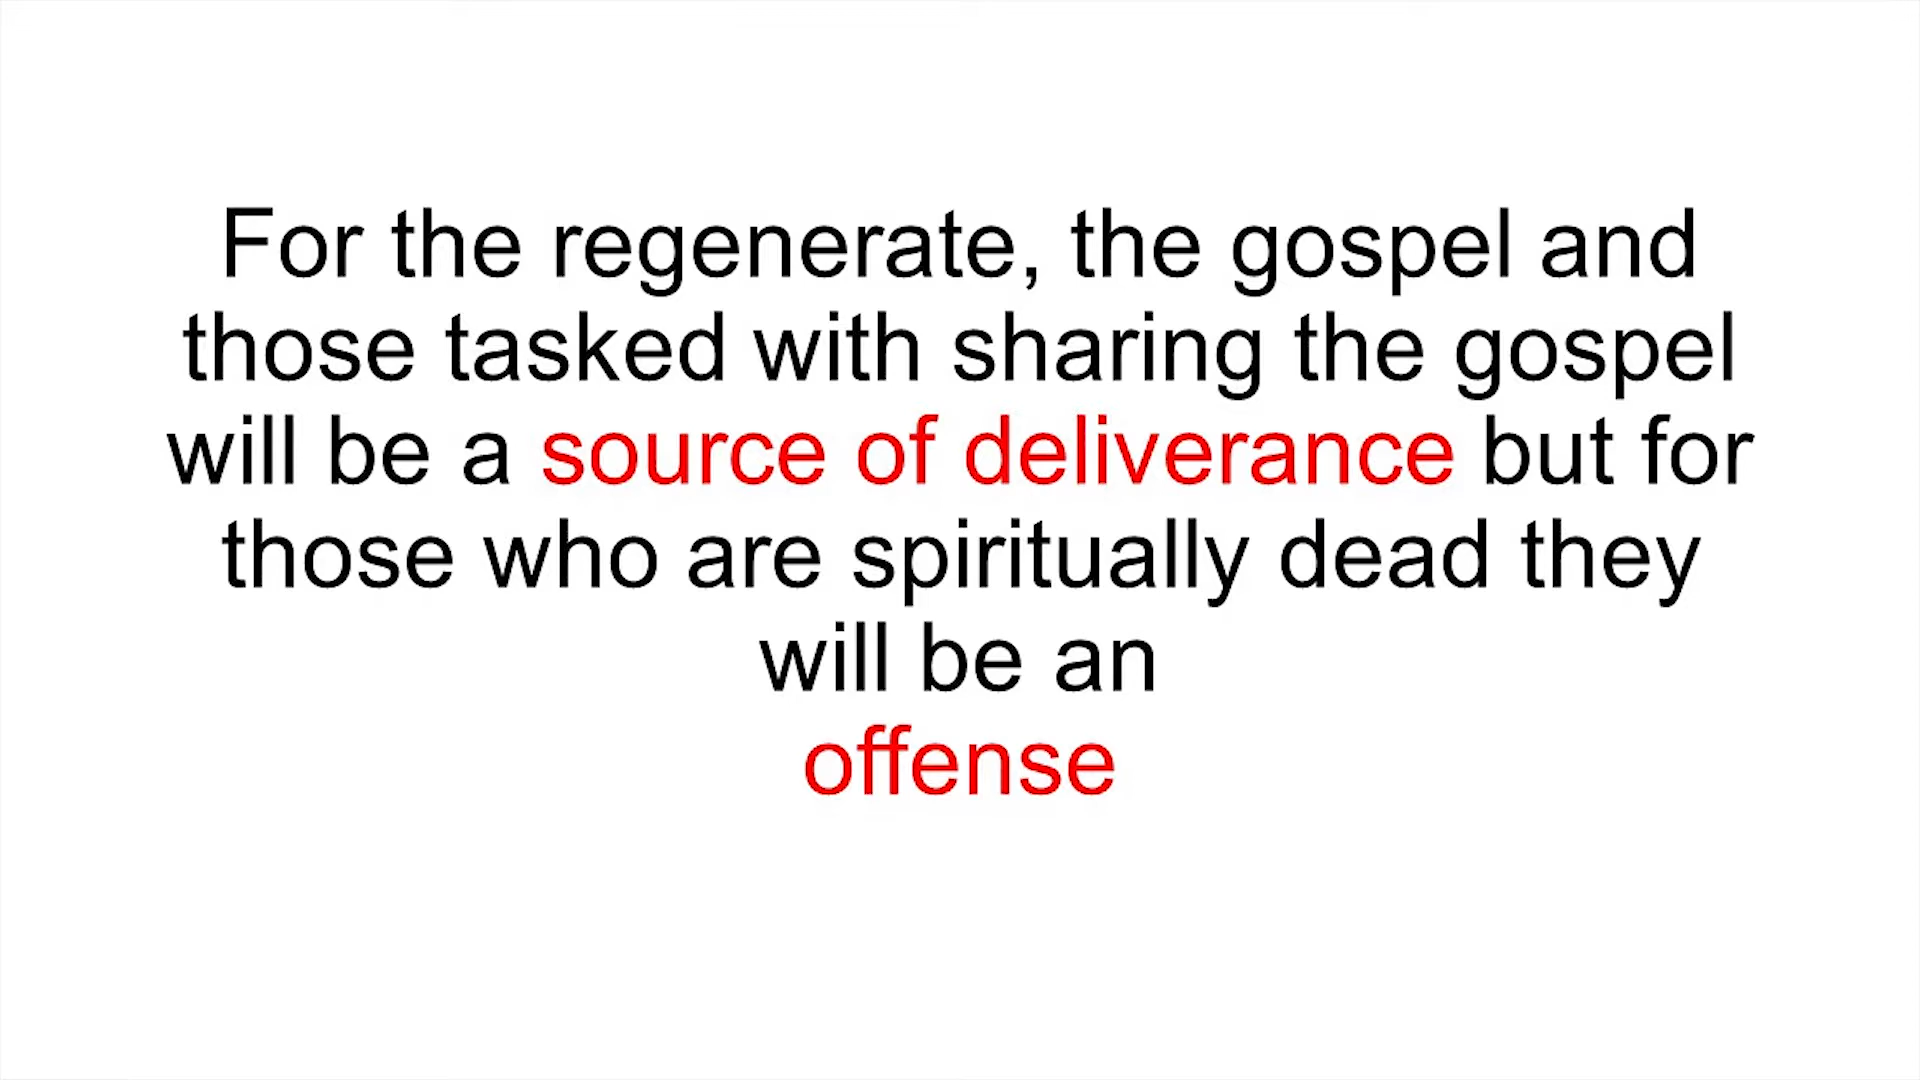 For the regenerate, the gospel and
those tasked with sharing the gospel
will be a source of deliverance but for
those who are spiritually dead they
will be an
offense